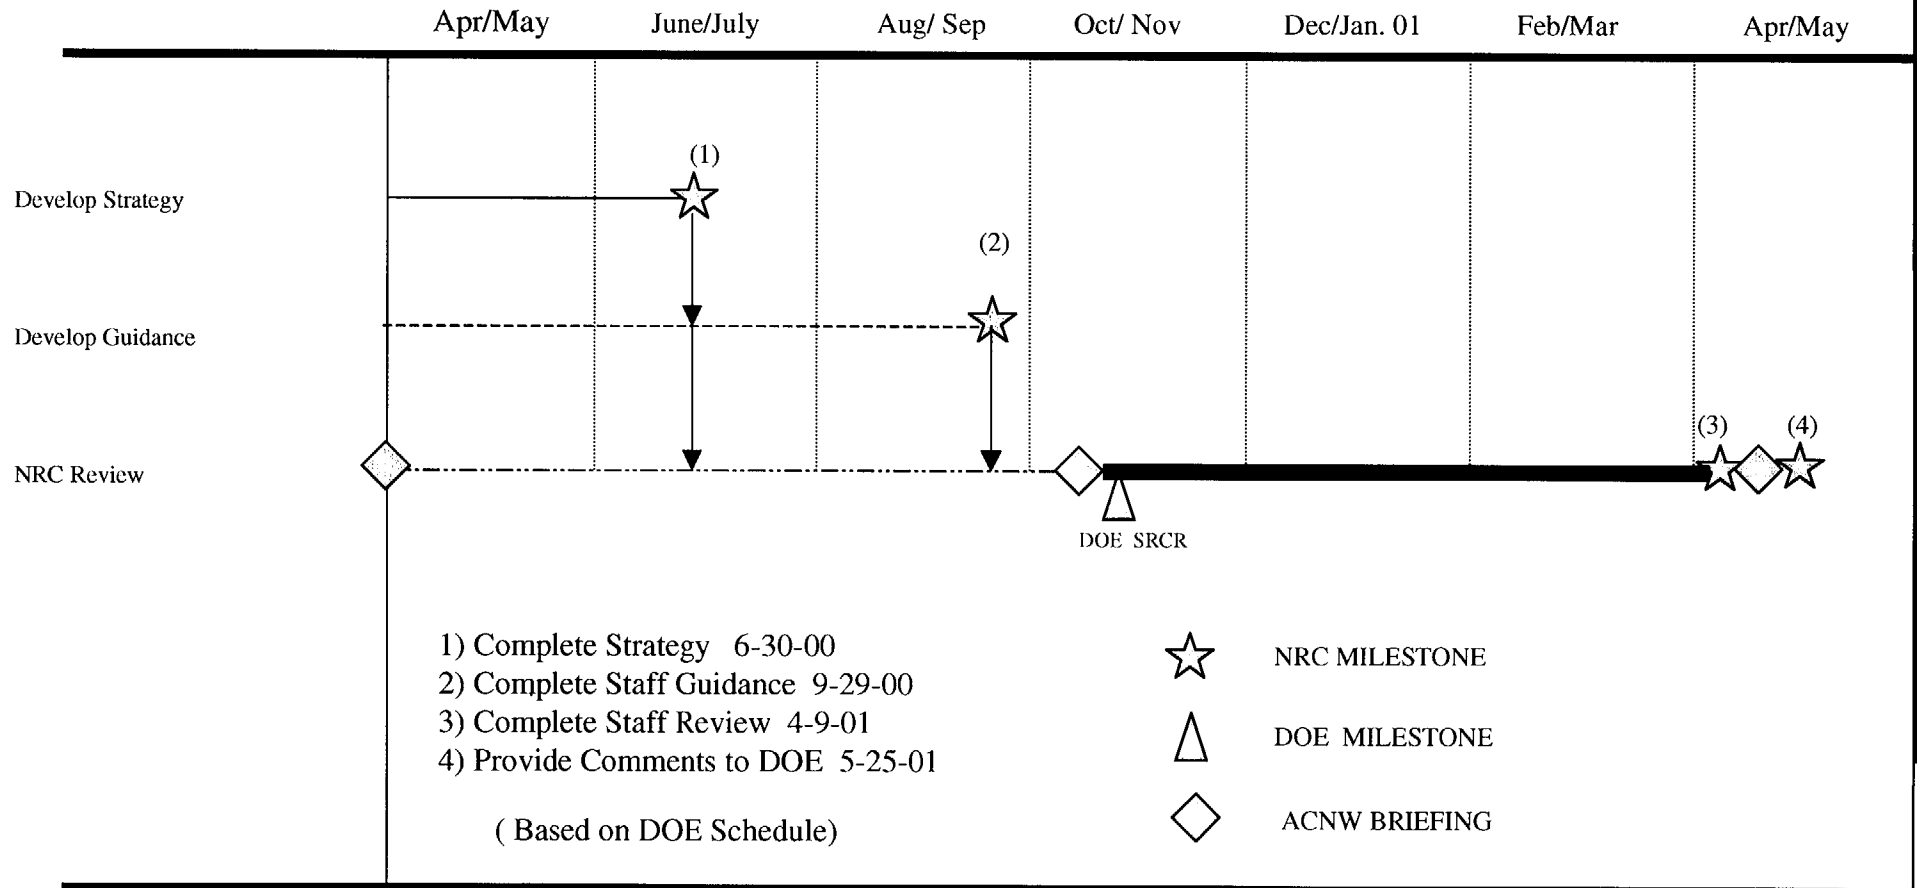 Apr/May June/July Aug/ Sep Oct/ Nov Dec/Jan. 01 Feb/Mar Apr/May
(1)
Develop Strategy
(2)
Develop Guidance
(3) (4)
NRC Review
DOE SRCR
1) Complete Strategy 6-30-00
2) Complete Staff Guidance 9-29-00
3) Complete Staff Review 4-9-01
4) Provide Comments to DOE 5-25-01
( Based on DOE Schedule)
NRC MILESTONE
DOE MILESTONE
ACNW BRIEFING